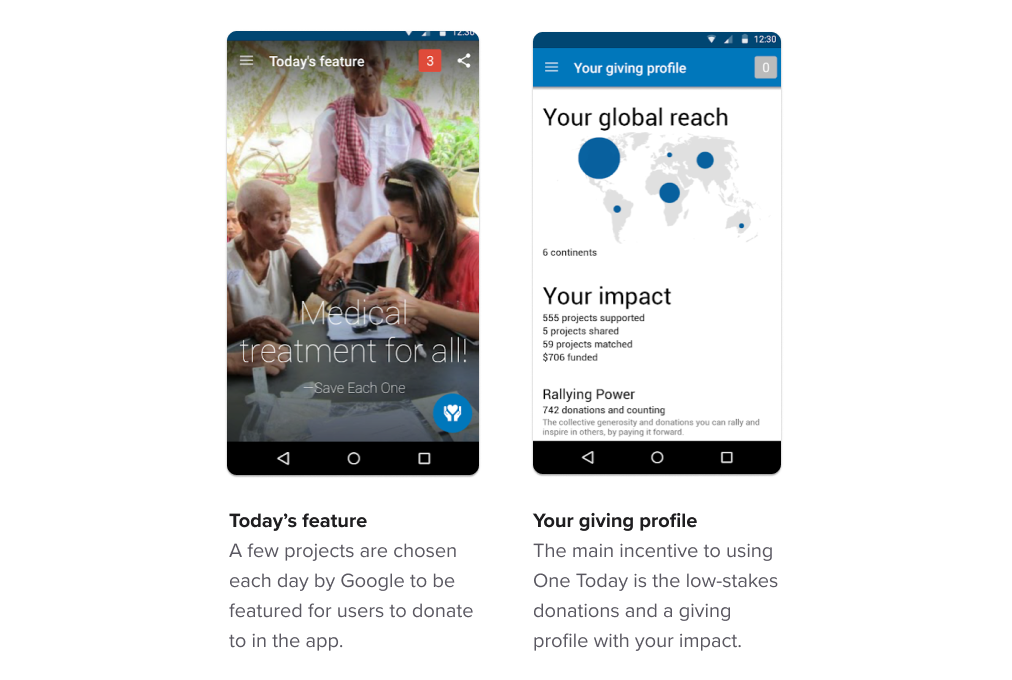 12:30
Today's feature
3
Medical
treatment for all!
—Save Each One
12:30
Your giving profile
0
Your global reach
6 continents
Your impact
555 projects supported
5 projects shared
59 projects matched
$706 funded
Rallying Power
742 donations and counting
The collective generosity and donations you can rally and
inspire in others, by paying it forward.
Today’s feature
A few projects are chosen
each day by Google to be
featured for users to donate
to in the app.
Your giving profile
The main incentive to using
One Today is the low-stakes
donations and a giving
profile with your impact.